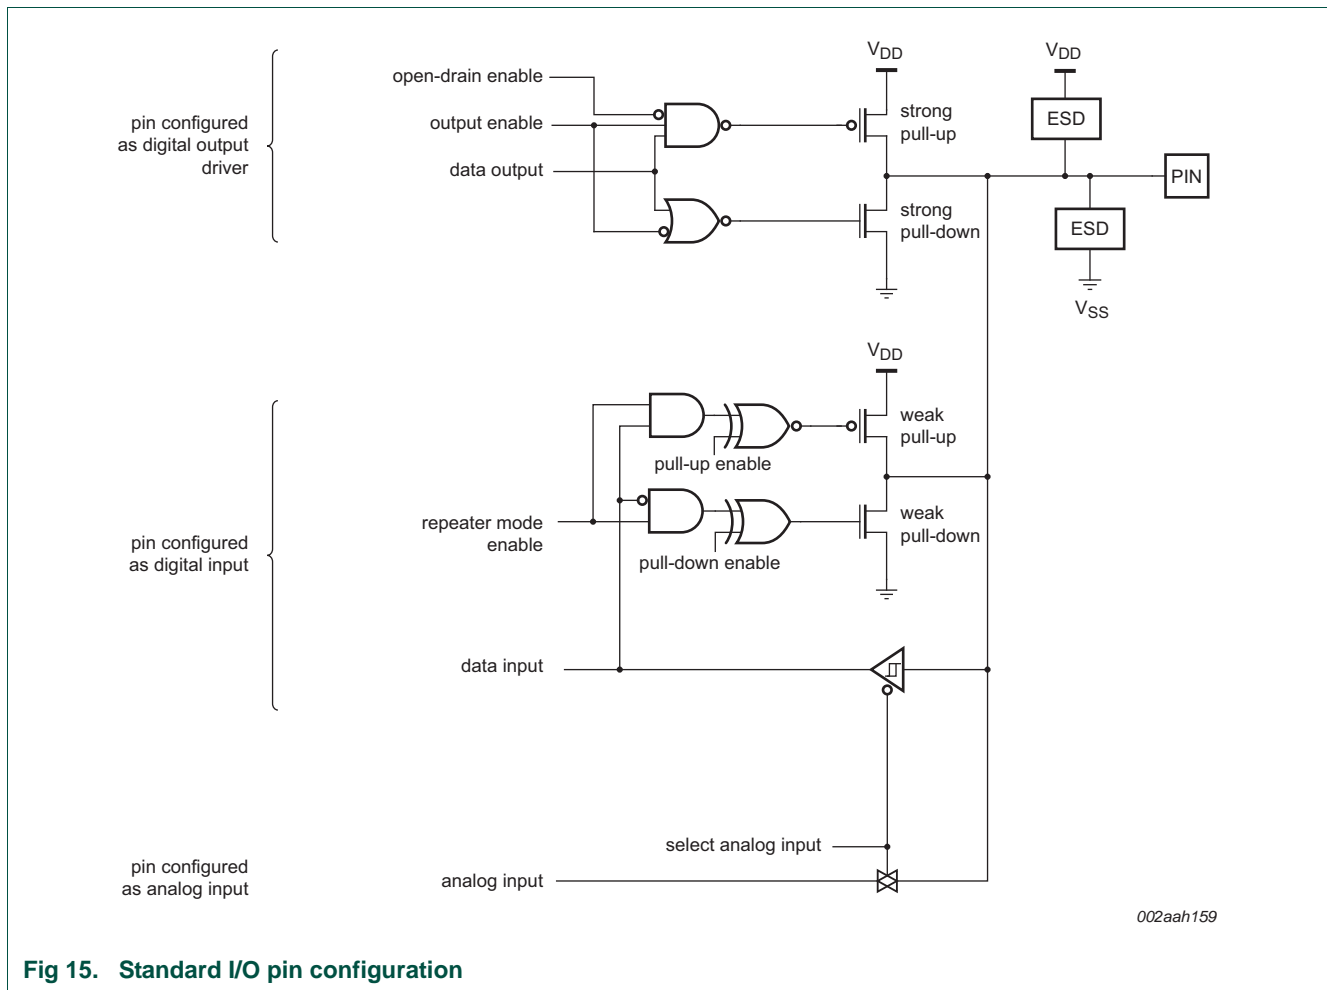 pin configured
as digital output
driver
open-drain enable
output enable
data output
VDD
strong
pull-up
strong
pull-down
VDD
ESD
PIN
ESD
VSS
pin configured
as digital input
VDD
weak
pull-up
pull-up enable
repeater mode
enable
weak
pull-down
pull-down enable
data input
select analog input
pin configured
as analog input
analog input
002aah159
Fig 15. Standard I/O pin configuration